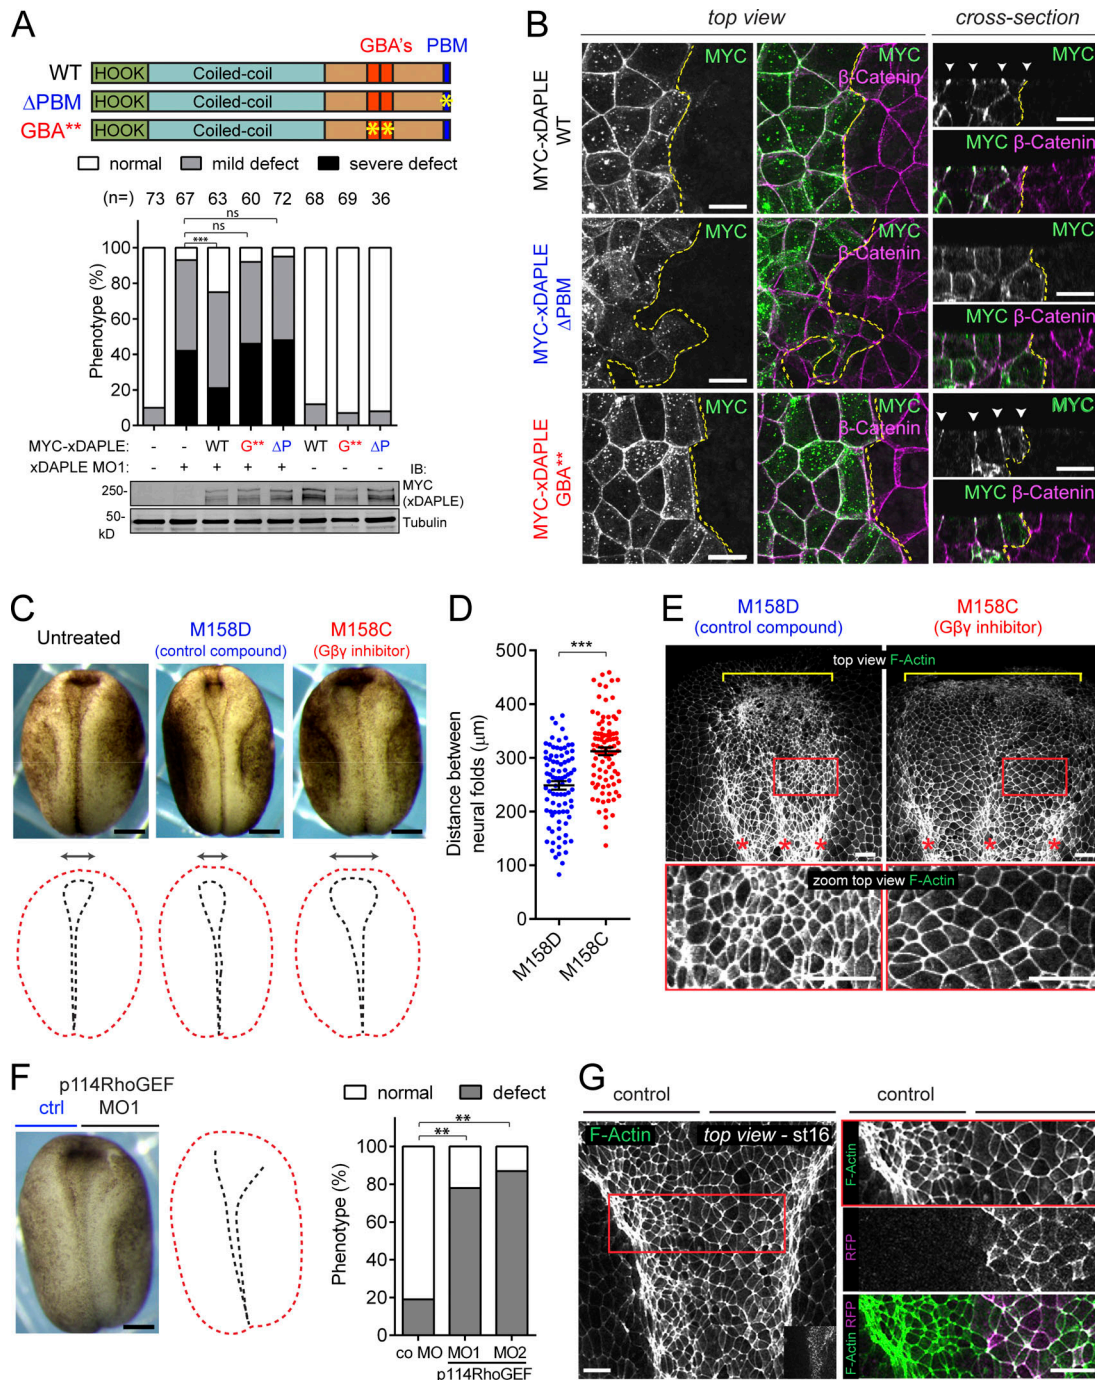 A
GBA's PBM
WT HOOK Coiled-coil
ΔPBM HOOK Coiled-coil *
GBA** HOOK Coiled-coil **
normal mild defect severe defect
(n=) 73 67 63 60 72 68 69 36
ns
ns
***
100
80
60
40
20
0
Phenotype (%)
MYC-xDAPLE: - - WT G** ΔP WT G** ΔP
xDAPLE MO1: - + + + + - - -
IB:
250- MYC
(xDAPLE)
50- Tubulin
kD
B
top view cross-section
MYC-xDAPLE
WT
MYC
MYC
β-Catenin
MYC
MYC β-Catenin
MYC-xDAPLE
ΔPBM
MYC
MYC
β-Catenin
MYC
MYC β-Catenin
MYC-xDAPLE
GBA**
MYC
MYC
β-Catenin
MYC
MYC β-Catenin
C
Untreated
M158D
(control compound)
M158C
(Gβγ inhibitor)
D
***
500
400
300
200
100
0
Distance between
neural folds (μm)
M158D
M158C
E
M158D
(control compound)
M158C
(Gβγ inhibitor)
top view F-Actin
* * * * * *
zoom top view F-Actin
F
p114RhoGEF
ctrl MO1
normal defect
**
**
100
80
60
40
20
0
Phenotype (%)
co MO MO1 MO2
p114RhoGEF
G
control
F-Actin top view - st16
control
F-Actin
RFP
F-Actin RFP